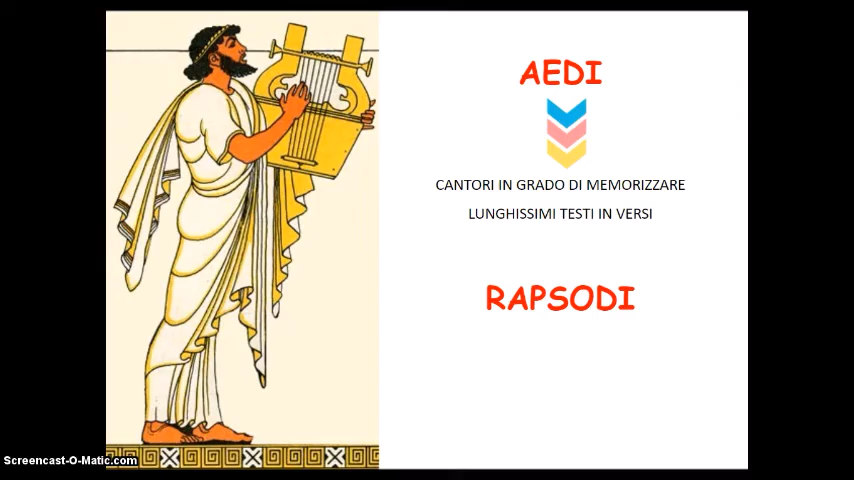 AEDI
CANTORI IN GRADO DI MEMORIZZARE
LUNGHISSIMI TESTI IN VERSI
RAPSODI
Screencast-O-Matic.com